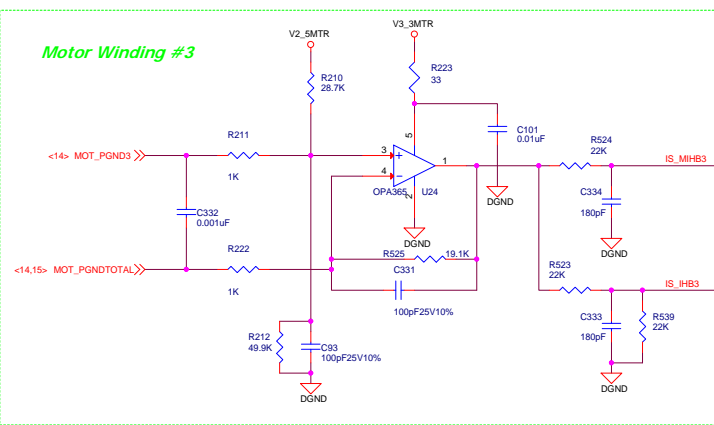 Motor Winding #3
V2_5MTR
V3_3MTR
R210
28.7K
R223
33
<14> MOT_PGND3
R211
1K
C101
0.01uF
DGND
3
4
5
1
2
OPA365
U24
DGND
R524
22K
IS_MIHB3
C334
180pF
DGND
C332
0.001uF
<14,15> MOT_PGNDTOTAL
R222
1K
R525
19.1K
C331
100pF25V10%
R523
22K
IS_IHB3
C333
180pF
R539
22K
DGND
R212
49.9K
C93
100pF25V10%
DGND